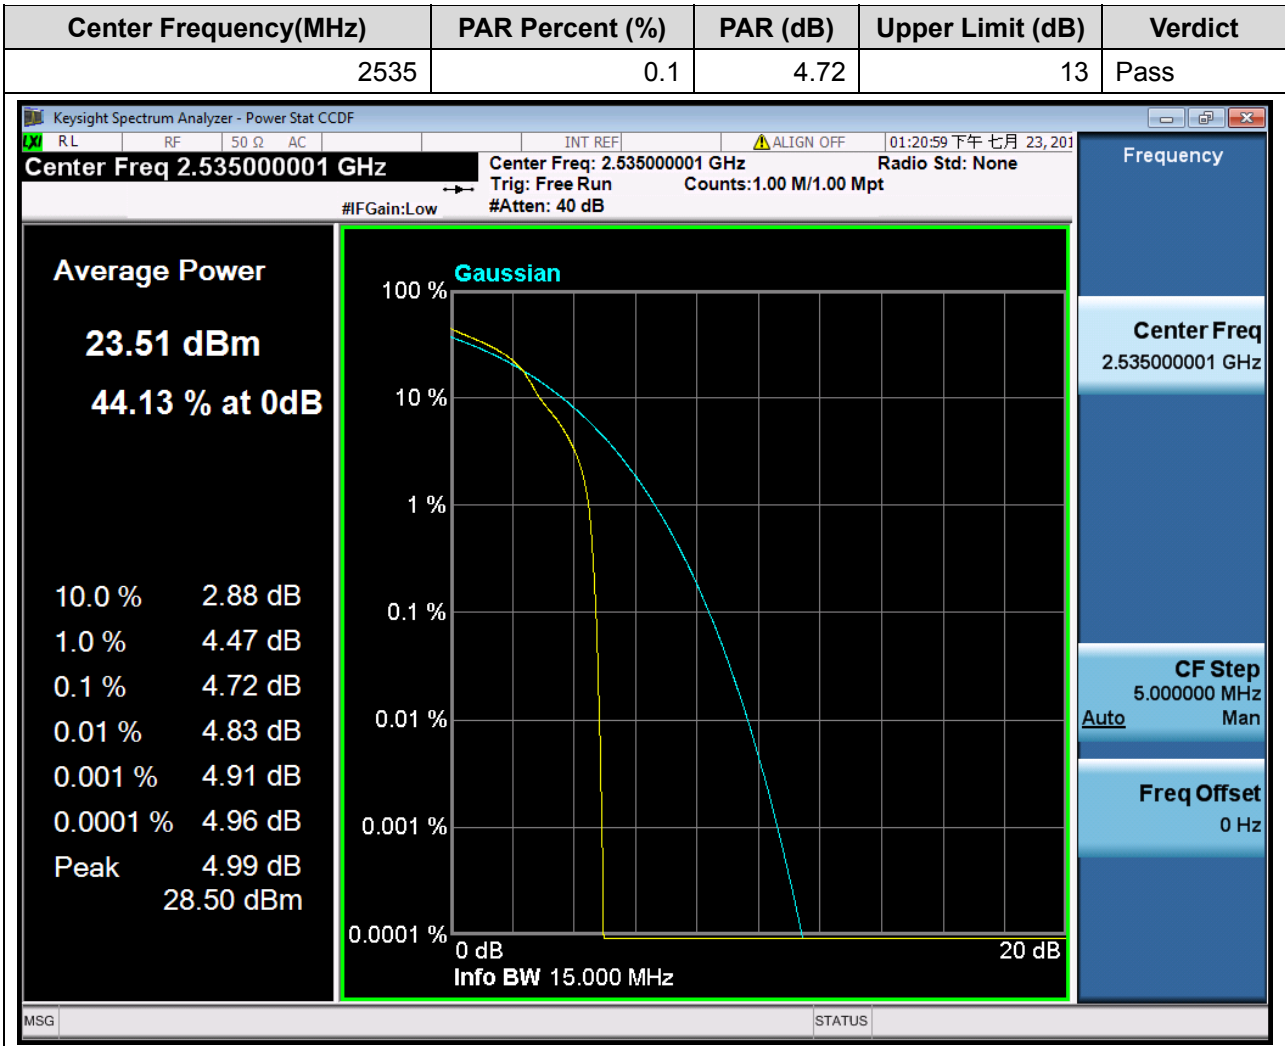 Center Frequency(MHz) PAR Percent (%) PAR (dB) Upper Limit (dB) Verdict
2535 0.1 4.72 13 Pass
Keysight Spectrum Analyzer - Power Stat CCDF
LXI RL RF 50 Ω AC INT REF ALIGN OFF 01:20:59 下午 七月 23, 201
Center Freq 2.535000001 GHz
Center Freq: 2.535000001 GHz Radio Std: None
Trig: Free Run Counts:1.00 M/1.00 Mpt
#IFGain:Low #Atten: 40 dB
Frequency
Average Power
23.51 dBm
44.13 % at 0dB
10.0 % 2.88 dB
1.0 % 4.47 dB
0.1 % 4.72 dB
0.01 % 4.83 dB
0.001 % 4.91 dB
0.0001 % 4.96 dB
Peak 4.99 dB
28.50 dBm
Gaussian
100 %
10 %
1 %
0.1 %
0.01 %
0.001 %
0.0001 %
0 dB 20 dB
Info BW 15.000 MHz
Center Freq
2.535000001 GHz
CF Step
5.000000 MHz
Auto Man
Freq Offset
0 Hz
MSG STATUS